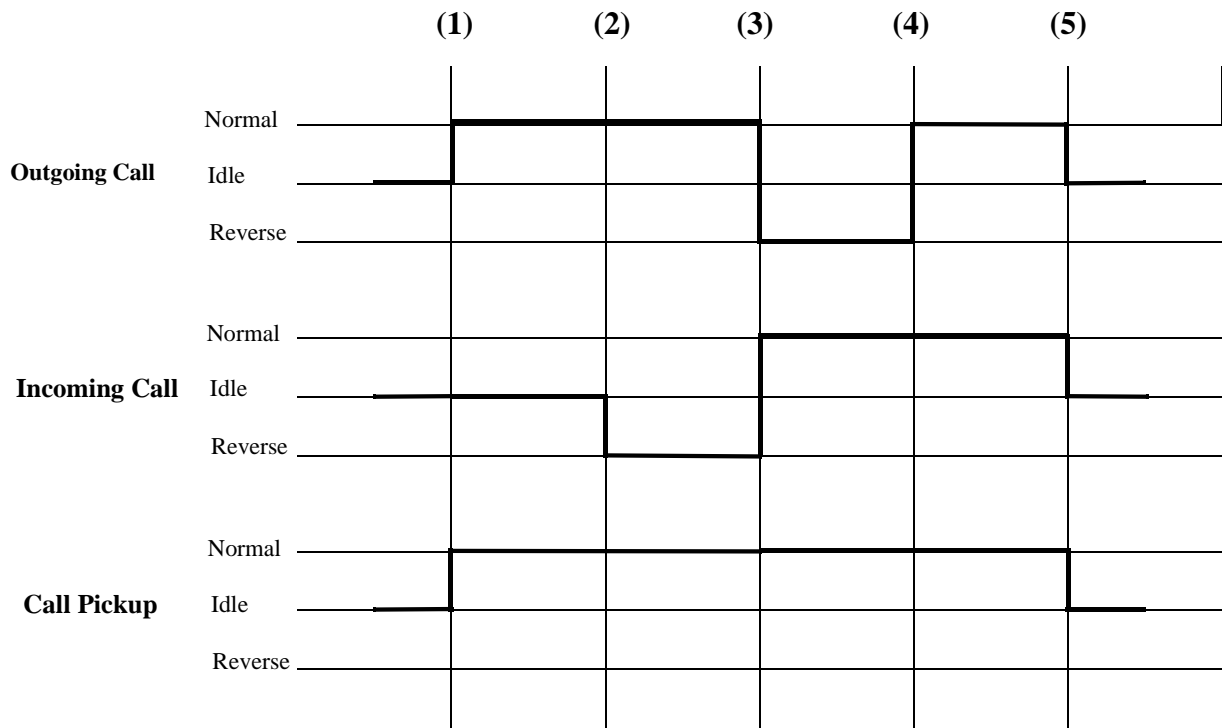 (1) (2) (3) (4) (5)
Normal
Outgoing Call Idle
Reverse
Normal
Incoming Call Idle
Reverse
Normal
Call Pickup Idle
Reverse